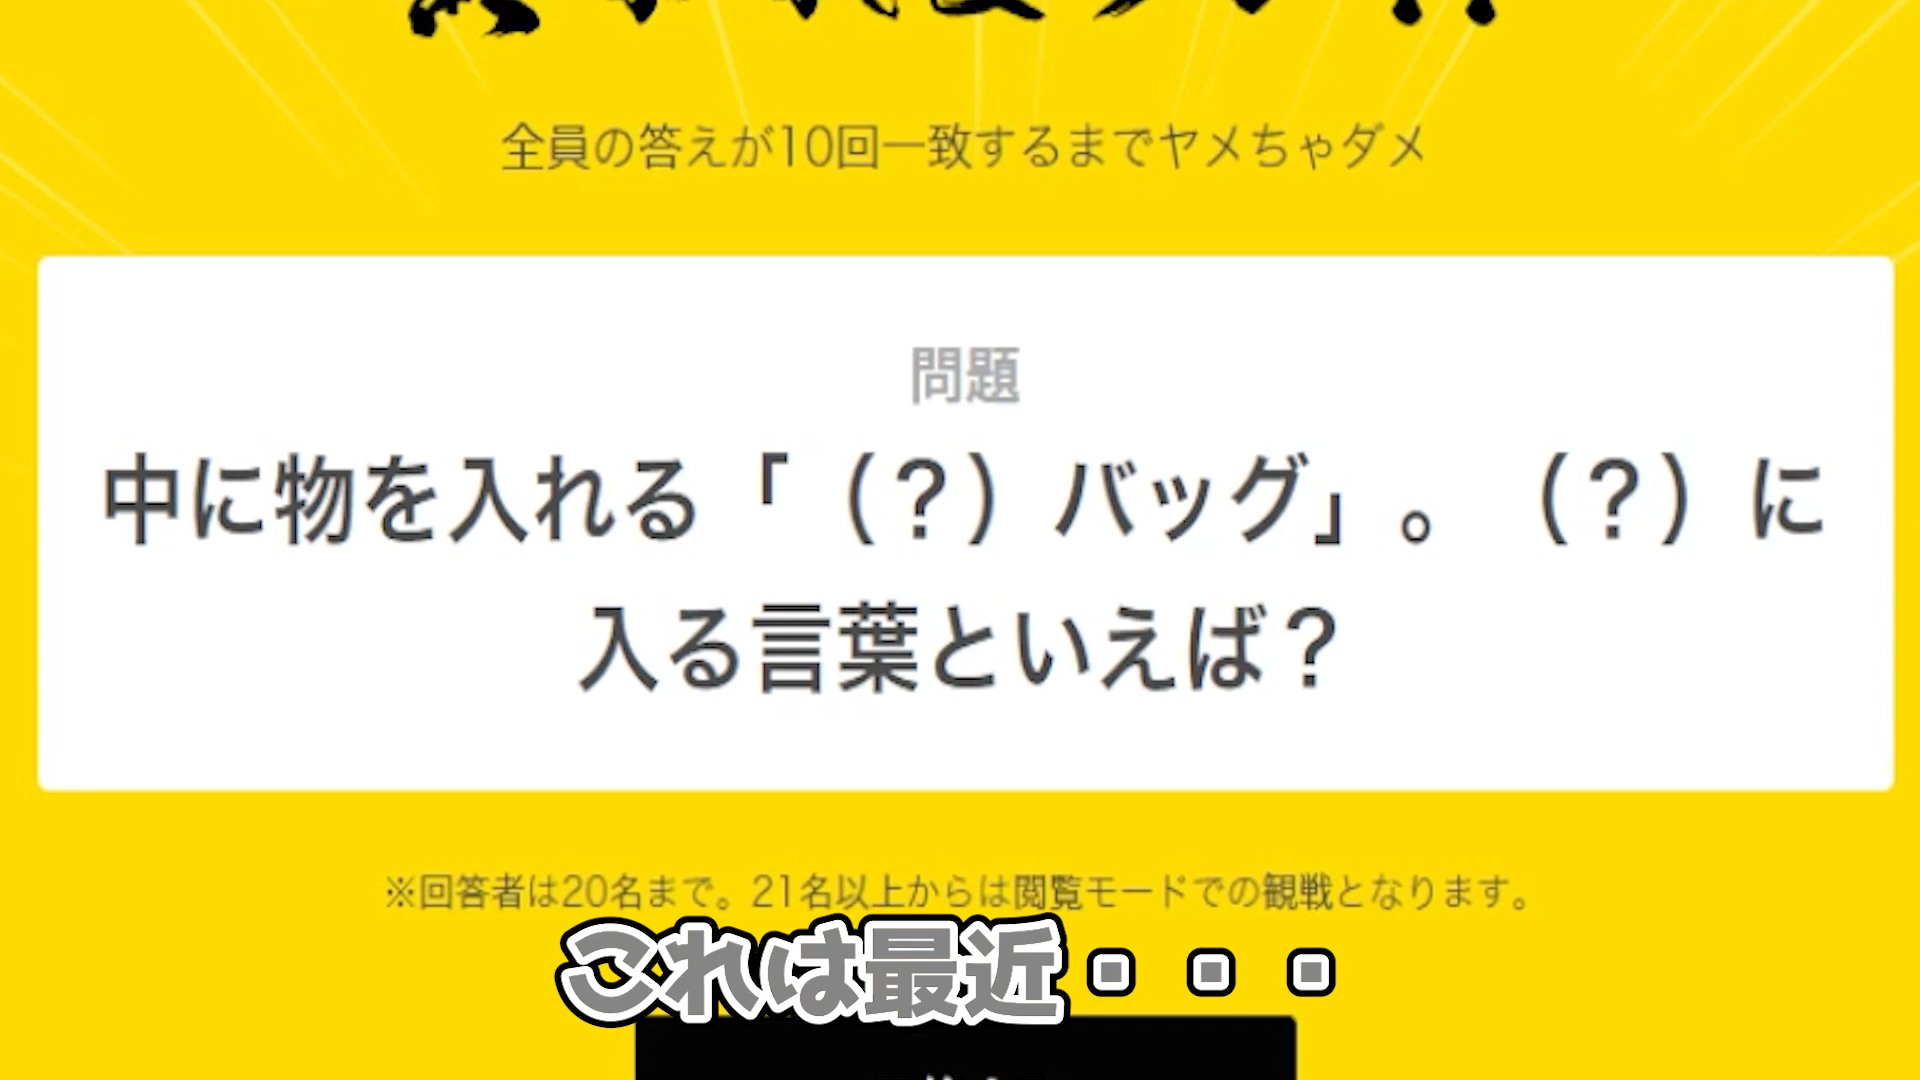 全員の答えが10回一致するまでヤメちゃダメ
問題
中に物を入れる「（？）バッグ」。（？）に
入る言葉といえば？
※回答者は20名まで。21名以上からは閲覧モードでの観戦となります。
これは最近・・・